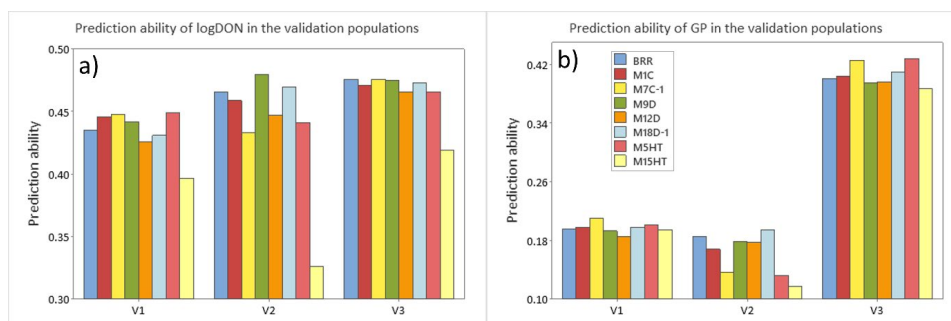 Prediction ability of logDON in the validation populations
a)
Prediction ability
0.50
0.45
0.40
0.35
0.30
V1
V2
V3
Prediction ability of GP in the validation populations
b)
Prediction ability
0.42
0.34
0.26
0.18
0.10
BRR
M1C
M7C-1
M9D
M12D
M18D-1
M5HT
M15HT
V1
V2
V3